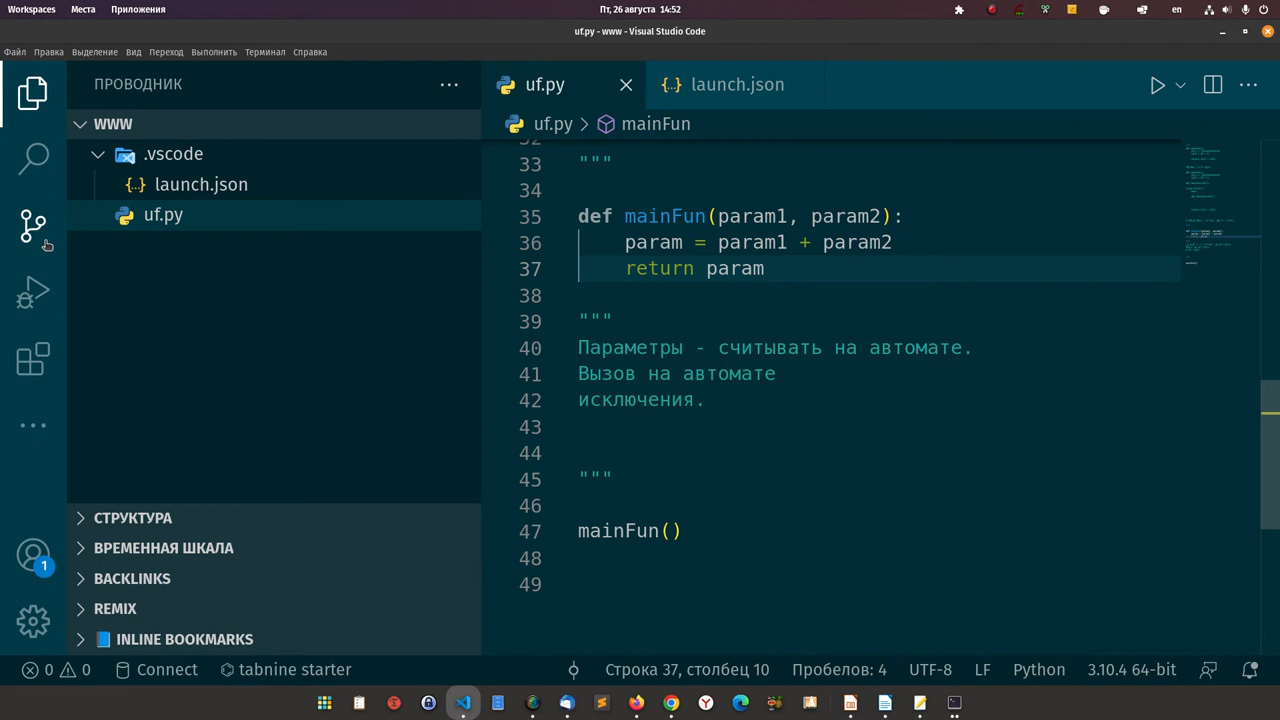 Workspaces Места Приложения Пт, 26 августа 14:52 en
uf.py - www - Visual Studio Code
Файл Правка Выделение Вид Переход Выполнить Терминал Справка
ПРОВОДНИК
uf.py
{..} launch.json
WWW
uf.py > mainFun
.vscode
{..} launch.json
uf.py
32
33 """
34
35 def mainFun(param1, param2):
36 param = param1 + param2
37 return param
38
39 """
40 Параметры - считывать на автомате.
41 Вызов на автомате
42 исключения.
43
44
45 """
46
47 mainFun()
48
49
СТРУКТУРА
ВРЕМЕННАЯ ШКАЛА
BACKLINKS
REMIX
INLINE BOOKMARKS
1
0 0 Connect tabnine starter Строка 37, столбец 10 Пробелов: 4 UTF-8 LF Python 3.10.4 64-bit